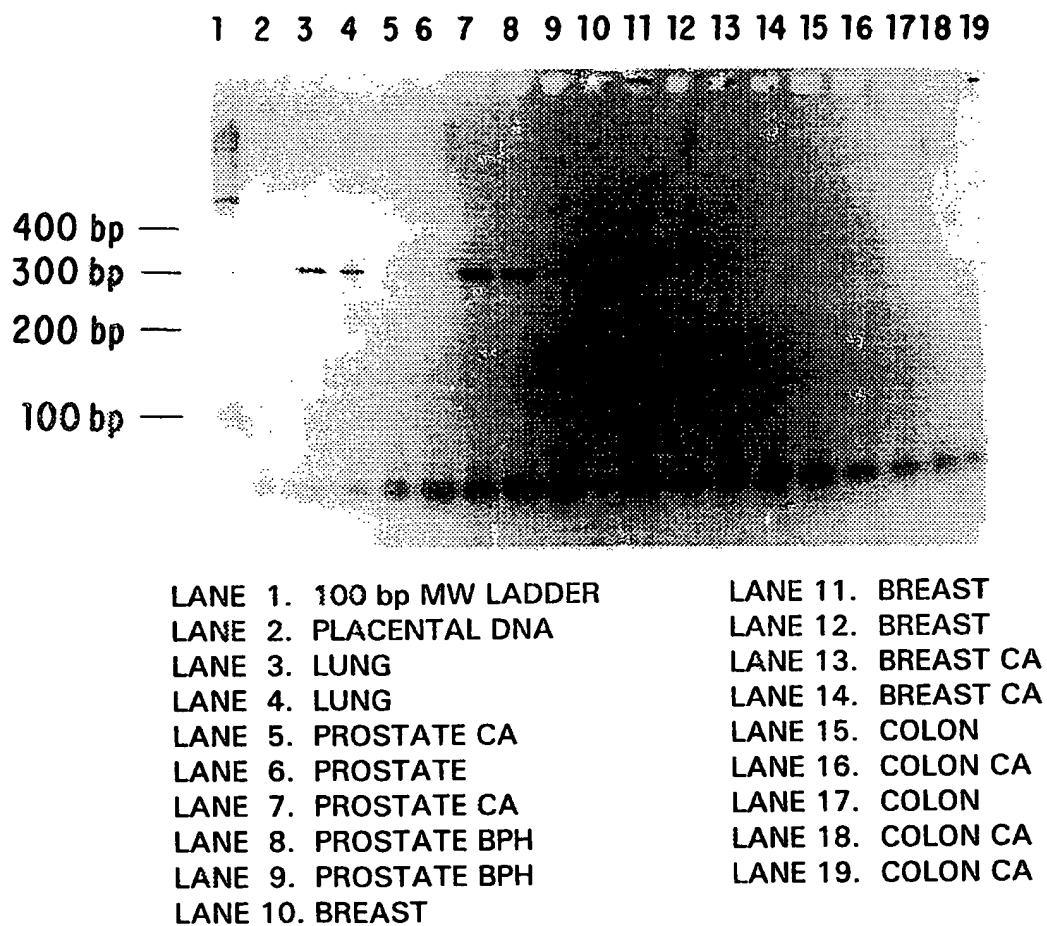 1 2 3 4 5 6 7 8 9 10 11 12 13 14 15 16 17 18 19
400 bp
300 bp
200 bp
100 bp
LANE 1. 100 bp MW LADDER
LANE 2. PLACENTAL DNA
LANE 3. LUNG
LANE 4. LUNG
LANE 5. PROSTATE CA
LANE 6. PROSTATE
LANE 7. PROSTATE CA
LANE 8. PROSTATE BPH
LANE 9. PROSTATE BPH
LANE 10. BREAST
LANE 11. BREAST
LANE 12. BREAST
LANE 13. BREAST CA
LANE 14. BREAST CA
LANE 15. COLON
LANE 16. COLON CA
LANE 17. COLON
LANE 18. COLON CA
LANE 19. COLON CA